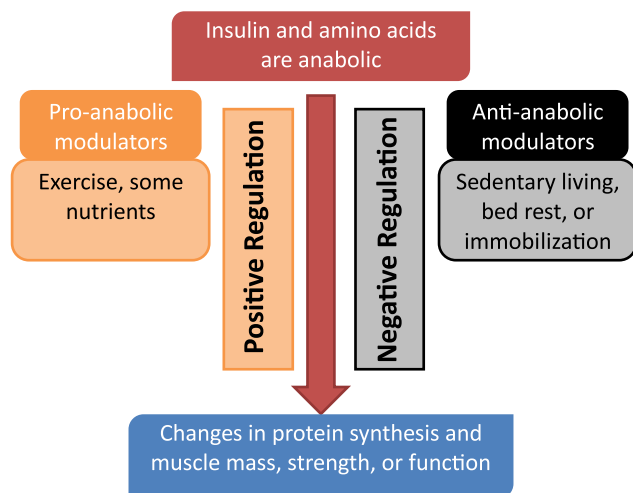 Insulin and amino acids
are anabolic
Pro-anabolic
modulators
Exercise, some
nutrients
Positive Regulation
Negative Regulation
Anti-anabolic
modulators
Sedentary living,
bed rest, or
immobilization
Changes in protein synthesis and
muscle mass, strength, or function